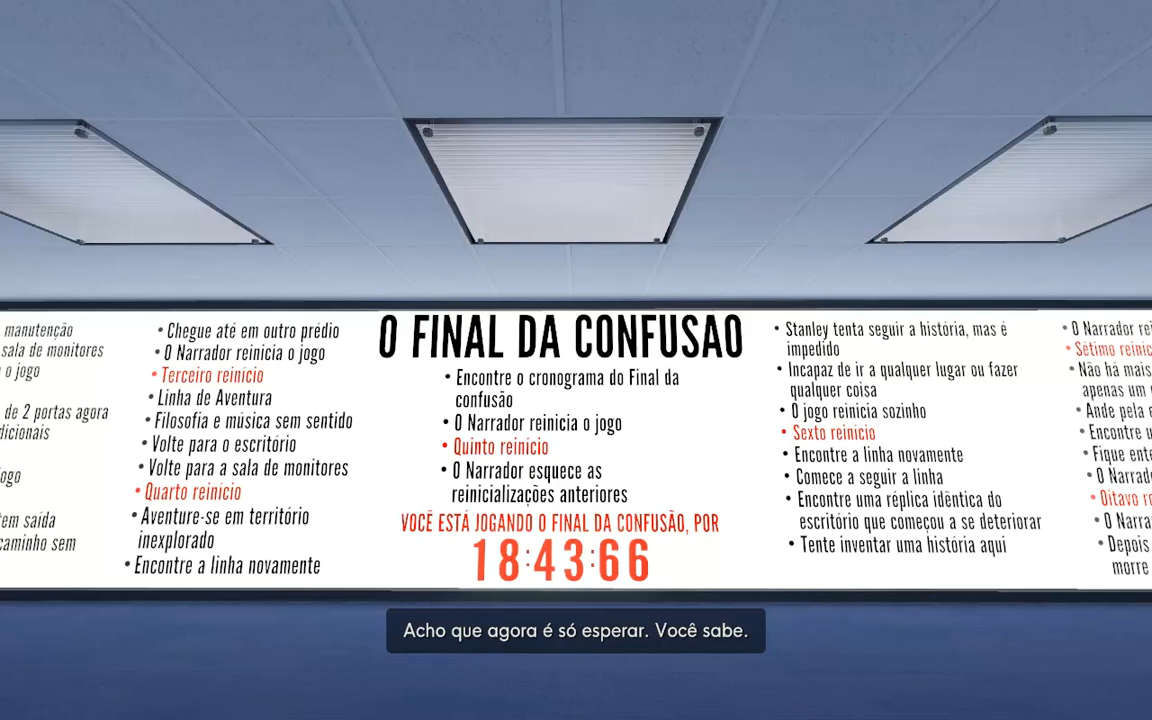 manutenção
sala de monitores
o jogo
de 2 portas agora
dicionais
ogo
tem saída
caminho sem
• Chegue até em outro prédio
• O Narrador reinicia o jogo
• Terceiro reinício
• Linha de Aventura
• Filosofia e música sem sentido
• Volte para o escritório
• Volte para a sala de monitores
• Quarto reinício
• Aventure-se em território
inexplorado
• Encontre a linha novamente
O FINAL DA CONFUSAO
• Encontre o cronograma do Final da
confusão
• O Narrador reinicia o jogo
• Quinto reinício
• O Narrador esquece as
reinicializações anteriores
VOCÊ ESTÁ JOGANDO O FINAL DA CONFUSÃO, POR
18:43:66
• Stanley tenta seguir a história, mas é
impedido
• Incapaz de ir a qualquer lugar ou fazer
qualquer coisa
• O jogo reinicia sozinho
• Sexto reinício
• Encontre a linha novamente
• Comece a seguir a linha
• Encontre uma réplica idêntica do
escritório que começou a se deteriorar
• Tente inventar uma história aqui
• O Narrador rei
• Sétimo reiníc
• Não há mais
apenas um
• Ande pela e
• Encontre u
• Fique ente
• O Narrad
• Oitavo re
• O Narra
• Depois
morre
Acho que agora é só esperar. Você sabe.